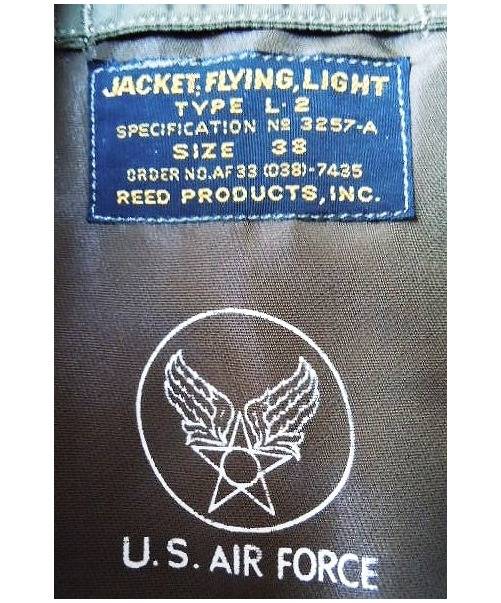 JACKET, FLYING, LIGHT
TYPE L-2
SPECIFICATION Nº 3257-A
SIZE 38
ORDER NO. AF 33 (038)-7435
REED PRODUCTS, INC.
U.S. AIR FORCE